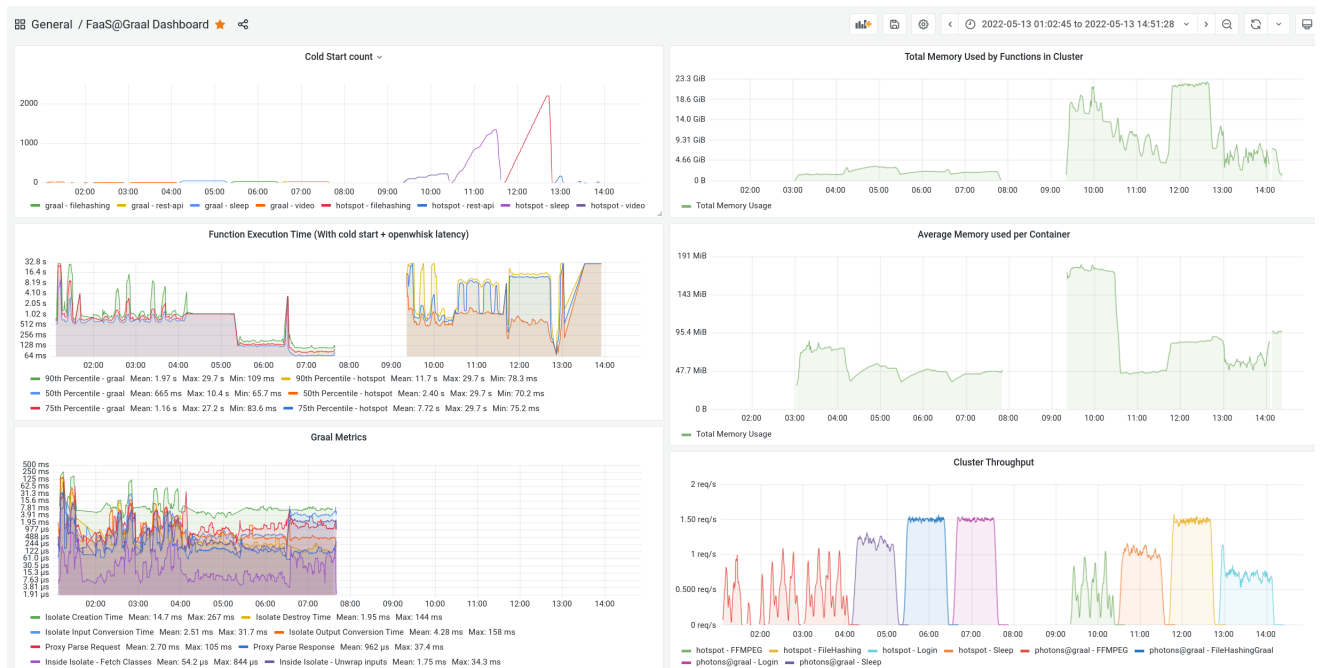 General / FaaS@Graal Dashboard
2022-05-13 01:02:45 to 2022-05-13 14:51:28
Cold Start count
2000
1000
0
02:00 03:00 04:00 05:00 06:00 07:00 08:00 09:00 10:00 11:00 12:00 13:00 14:00
graal - filehashing graal - rest-api graal - sleep graal - video hotspot - filehashing hotspot - rest-api hotspot - sleep hotspot - video
Total Memory Used by Functions in Cluster
23.3 GiB
18.6 GiB
14.0 GiB
9.31 GiB
4.66 GiB
0 B
02:00 03:00 04:00 05:00 06:00 07:00 08:00 09:00 10:00 11:00 12:00 13:00 14:00
Total Memory Usage
Function Execution Time (With cold start + openwhisk latency)
32.8 s
16.4 s
8.19 s
4.10 s
2.05 s
1.02 s
512 ms
256 ms
128 ms
64 ms
02:00 03:00 04:00 05:00 06:00 07:00 08:00 09:00 10:00 11:00 12:00 13:00 14:00
90th Percentile - graal Mean: 1.97 s Max: 29.7 s Min: 109 ms 90th Percentile - hotspot Mean: 11.7 s Max: 29.7 s Min: 78.3 ms
50th Percentile - graal Mean: 665 ms Max: 10.4 s Min: 65.7 ms 50th Percentile - hotspot Mean: 2.40 s Max: 29.7 s Min: 70.2 ms
75th Percentile - graal Mean: 1.16 s Max: 27.2 s Min: 83.6 ms 75th Percentile - hotspot Mean: 7.72 s Max: 29.7 s Min: 75.2 ms
Average Memory used per Container
191 MiB
143 MiB
95.4 MiB
47.7 MiB
0 B
02:00 03:00 04:00 05:00 06:00 07:00 08:00 09:00 10:00 11:00 12:00 13:00 14:00
Total Memory Usage
Graal Metrics
500 ms
250 ms
125 ms
62.5 ms
31.3 ms
15.6 ms
7.81 ms
3.91 ms
1.95 ms
977 µs
488 µs
244 µs
122 µs
61.0 µs
30.5 µs
15.3 µs
7.63 µs
3.81 µs
1.91 µs
02:00 03:00 04:00 05:00 06:00 07:00 08:00 09:00 10:00 11:00 12:00 13:00 14:00
Isolate Creation Time Mean: 14.7 ms Max: 267 ms Isolate Destroy Time Mean: 1.95 ms Max: 144 ms
Isolate Input Conversion Time Mean: 2.51 ms Max: 31.7 ms Isolate Output Conversion Time Mean: 4.28 ms Max: 158 ms
Proxy Parse Request Mean: 2.70 ms Max: 105 ms Proxy Parse Response Mean: 962 µs Max: 37.4 ms
Inside Isolate - Fetch Classes Mean: 54.2 µs Max: 844 µs Inside Isolate - Unwrap inputs Mean: 1.75 ms Max: 34.3 ms
Cluster Throughput
2 req/s
1.50 req/s
1 req/s
0.500 req/s
0 req/s
02:00 03:00 04:00 05:00 06:00 07:00 08:00 09:00 10:00 11:00 12:00 13:00 14:00
hotspot - FFMPEG hotspot - FileHashing hotspot - Login hotspot - Sleep photons@graal - FFMPEG photons@graal - FileHashingGraal
photons@graal - Login photons@graal - Sleep